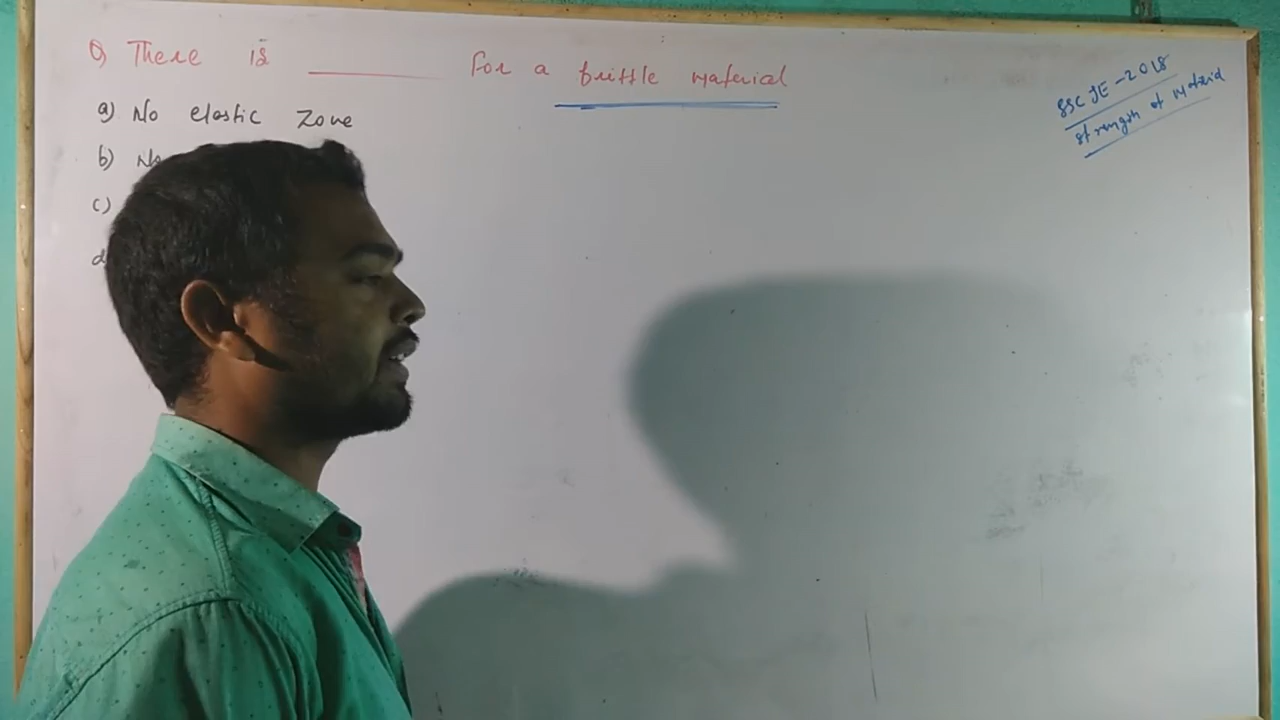 Q There is ________ For a brittle material
a) No elastic zone
b) No
c)
d
SSC JE - 2018
strength of material